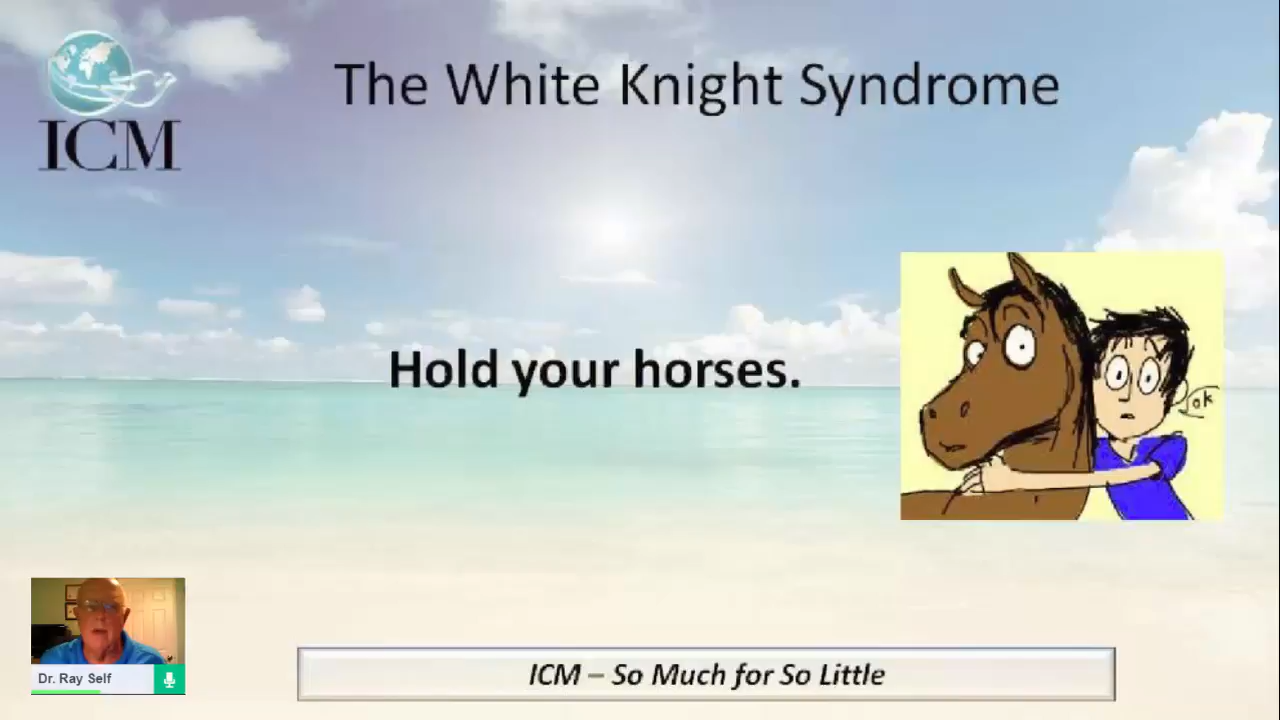 ICM
The White Knight Syndrome
Hold your horses.
ok
Dr. Ray Self
ICM – So Much for So Little